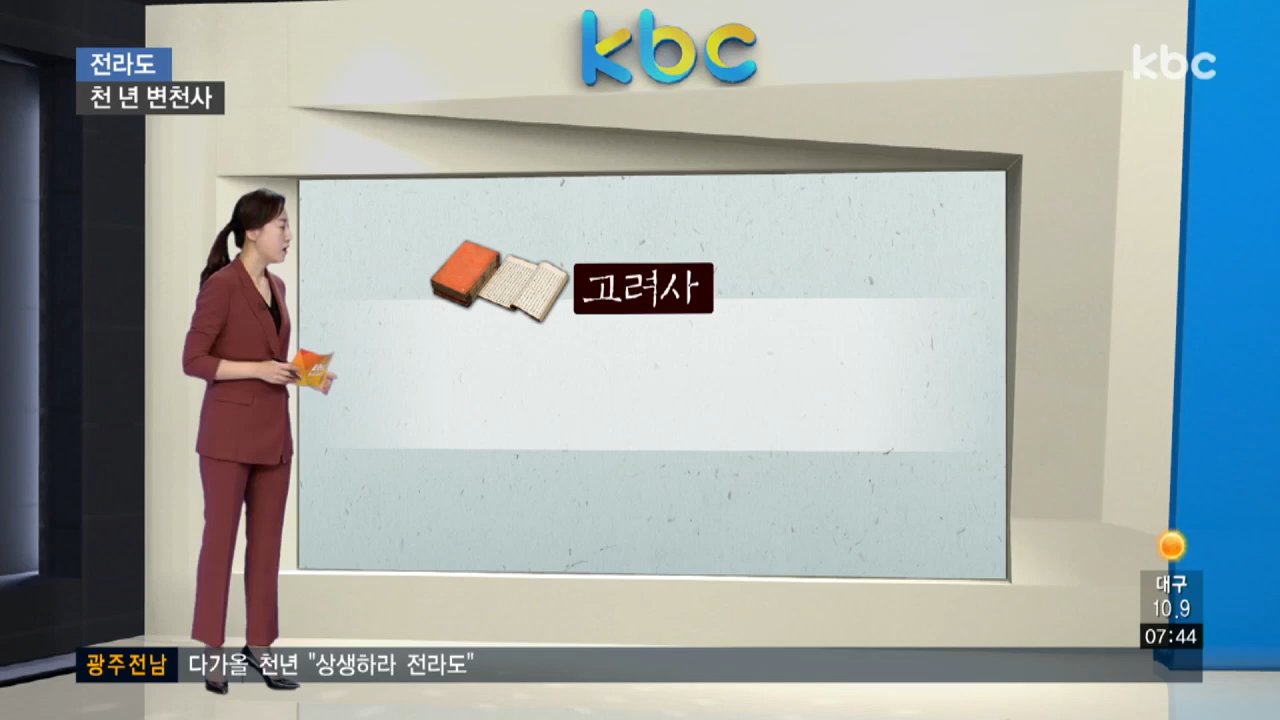 kbc
kbc
전라도
천 년 변천사
고려사
대구
10.9
07:44
광주전남 다가올 천년 "상생하라 전라도"